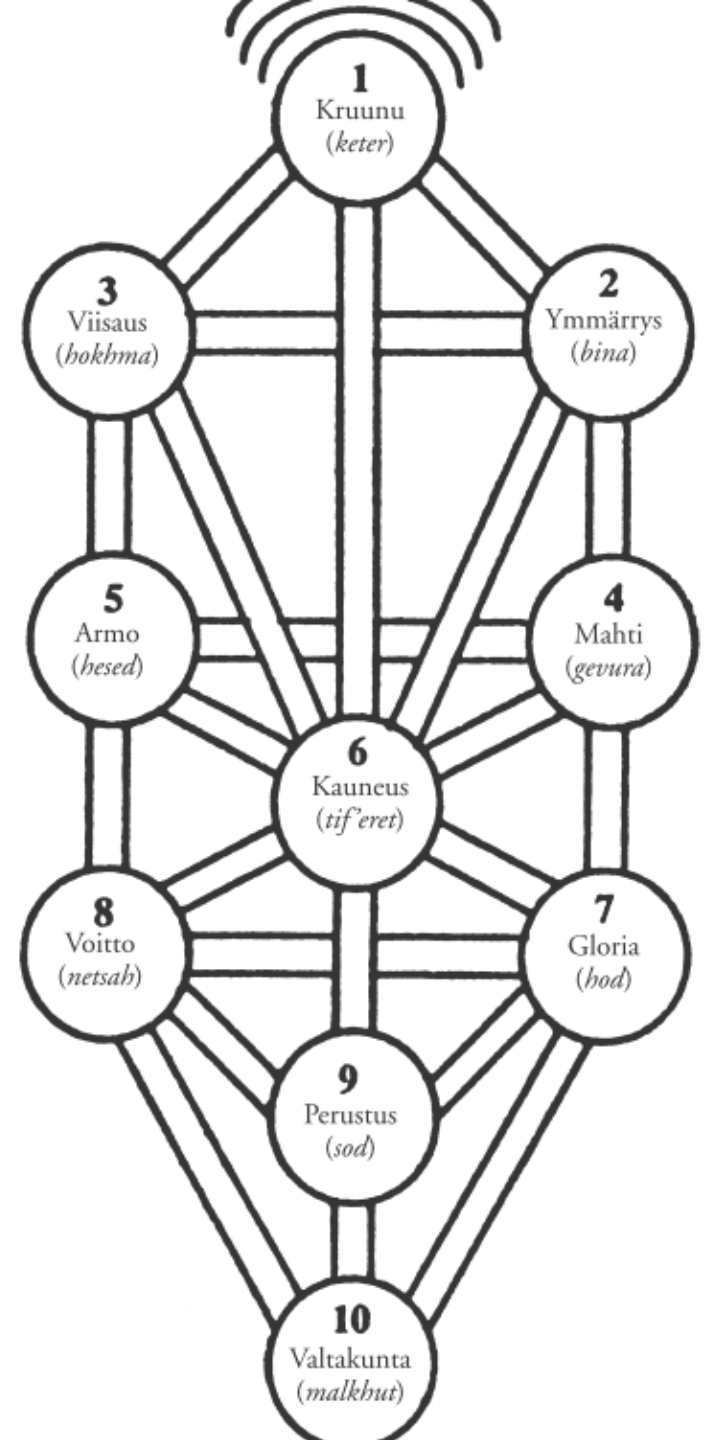 1
Kruunu
(keter)
3
Viisaus
(hokhma)
2
Ymmärrys
(bina)
5
Armo
(hesed)
4
Mahti
(gevura)
6
Kauneus
(tif’eret)
8
Voitto
(netsah)
7
Gloria
(hod)
9
Perustus
(sod)
10
Valtakunta
(malkhut)